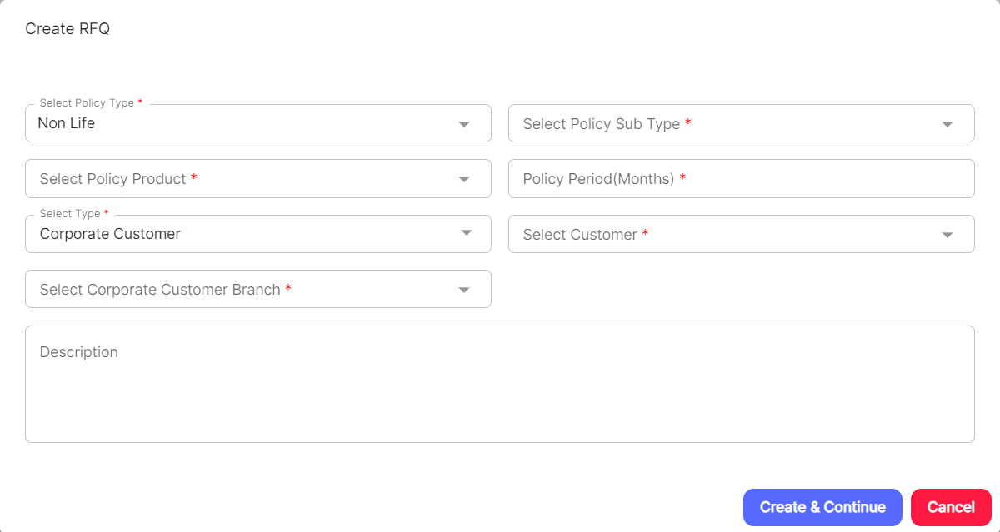 Create RFQ
Select Policy Type *
Non Life
Select Policy Sub Type *
Select Policy Product *
Policy Period(Months) *
Select Type *
Corporate Customer
Select Customer *
Select Corporate Customer Branch *
Description
Create & Continue
Cancel